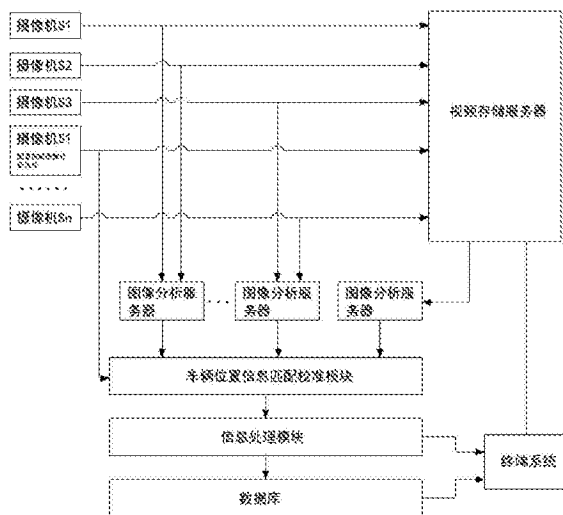 摄像机S1
摄像机S2
摄像机S3
摄像机S1
......
摄像机Sn
视频存储服务器
图像分析服
务器
...
图像分析服
务器
图像分析服
务器
车辆位置信息匹配校准模块
信息处理模块
数据库
终端系统